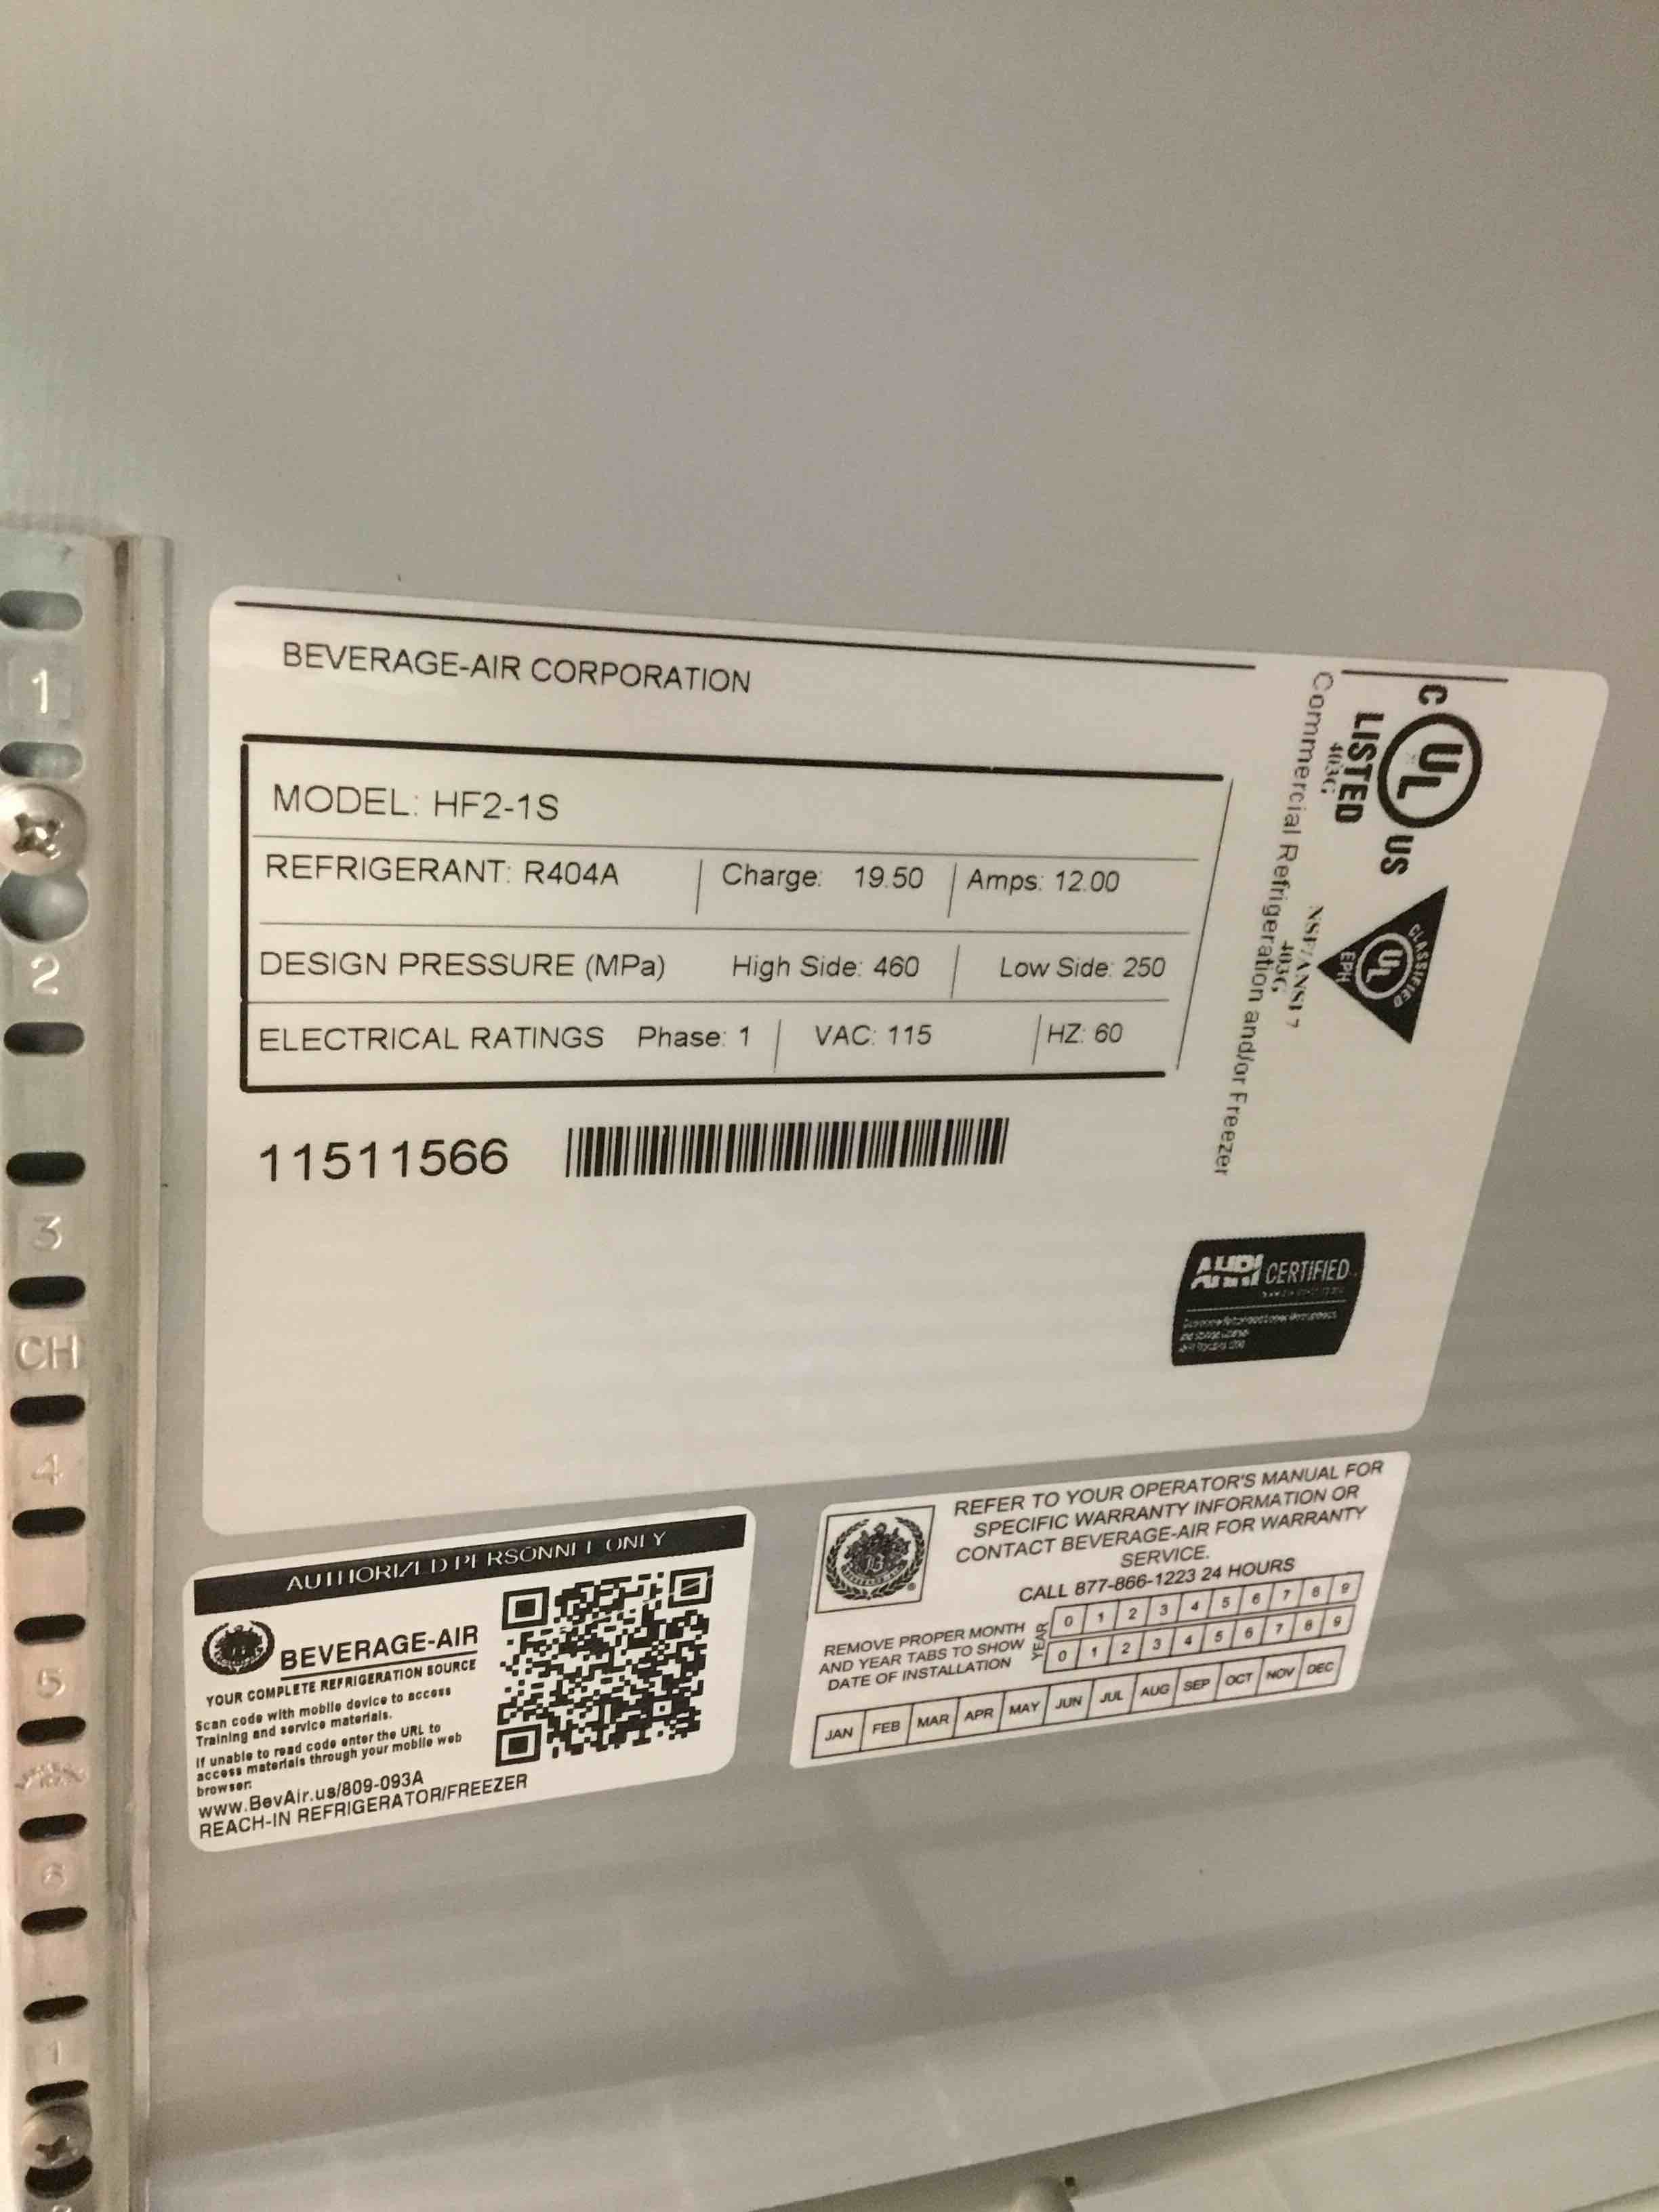 BEVERAGE-AIR CORPORATION
MODEL: HF2-1S
REFRIGERANT: R404A Charge: 19.50 Amps: 12.00
DESIGN PRESSURE (MPa) High Side: 460 Low Side: 250
ELECTRICAL RATINGS Phase: 1 VAC: 115 HZ: 60
11511566
C UL US
LISTED
403G
Commercial Refrigeration and/or Freezer
CLASSIFIED
UL
EPH
NSF/ANSI 7
403G
AHRI CERTIFIED
AUTHORIZED PERSONNEL ONLY
BEVERAGE-AIR
YOUR COMPLETE REFRIGERATION SOURCE
Scan code with mobile device to access
Training and service materials.
If unable to read code enter the URL to
access materials through your mobile web
browser:
www.BevAir.us/809-093A
REACH-IN REFRIGERATOR/FREEZER
REFER TO YOUR OPERATOR'S MANUAL FOR
SPECIFIC WARRANTY INFORMATION OR
CONTACT BEVERAGE-AIR FOR WARRANTY
SERVICE.
CALL 877-866-1223 24 HOURS
REMOVE PROPER MONTH
AND YEAR TABS TO SHOW
DATE OF INSTALLATION
YEAR
0 1 2 3 4 5 6 7 8 9
0 1 2 3 4 5 6 7 8 9
JAN FEB MAR APR MAY JUN JUL AUG SEP OCT NOV DEC
1
2
3
CH
4
5
6
1